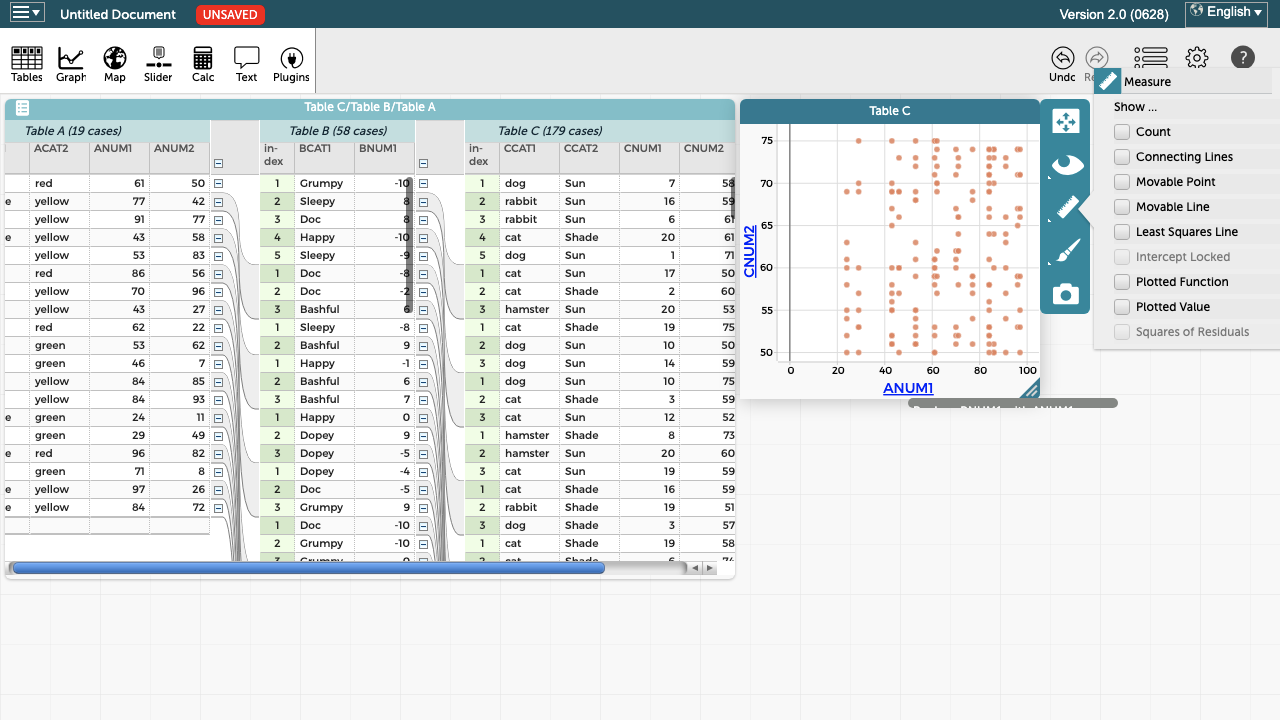 Untitled Document UNSAVED Version 2.0 (0628) English
Tables Graph Map Slider Calc Text Plugins Undo ?
Measure
Show ...
Count
Connecting Lines
Movable Point
Movable Line
Least Squares Line
Intercept Locked
Plotted Function
Plotted Value
Squares of Residuals
Table C/Table B/Table A
Table A (19 cases) Table B (58 cases) Table C (179 cases)
ACAT2 ANUM1 ANUM2 in- BCAT1 BNUM1 in- CCAT1 CCAT2 CNUM1 CNUM2
dex dex
red 61 50 1 Grumpy -10 1 dog Sun 7 58
e yellow 77 42 2 Sleepy 8 2 rabbit Sun 16 59
yellow 91 77 3 Doc 8 3 rabbit Sun 6 61
e yellow 43 58 4 Happy -10 4 cat Shade 20 61
yellow 53 83 5 Sleepy -9 5 dog Sun 1 71
red 86 56 1 Doc -8 1 cat Sun 17 50
yellow 70 96 2 Doc -2 2 cat Shade 2 60
yellow 43 27 3 Bashful 6 3 hamster Sun 20 53
red 62 22 1 Sleepy -8 1 cat Shade 19 75
green 53 62 2 Bashful 9 2 dog Sun 10 50
green 46 7 1 Happy -1 3 dog Sun 14 59
yellow 84 85 2 Bashful 6 1 dog Sun 10 75
yellow 84 58 3 Bashful 7 2 cat Shade 3 59
e green 24 11 1 Happy 0 3 cat Sun 12 52
green 29 49 2 Dopey 9 1 hamster Shade 8 73
e red 96 82 3 Dopey -5 2 hamster Sun 20 60
green 71 8 1 Dopey -4 3 cat Sun 19 59
e yellow 97 26 2 Doc -5 1 cat Shade 16 59
e yellow 84 72 3 Grumpy 9 2 rabbit Shade 19 51
1 Doc -10 3 dog Shade 3 57
2 Grumpy -10 1 cat Shade 19 58
3 Grumpy 0 2 cat Shade 6 74
Table C
75
70
65
60
55
50
CNUM2
0 20 40 60 80 100
ANUM1